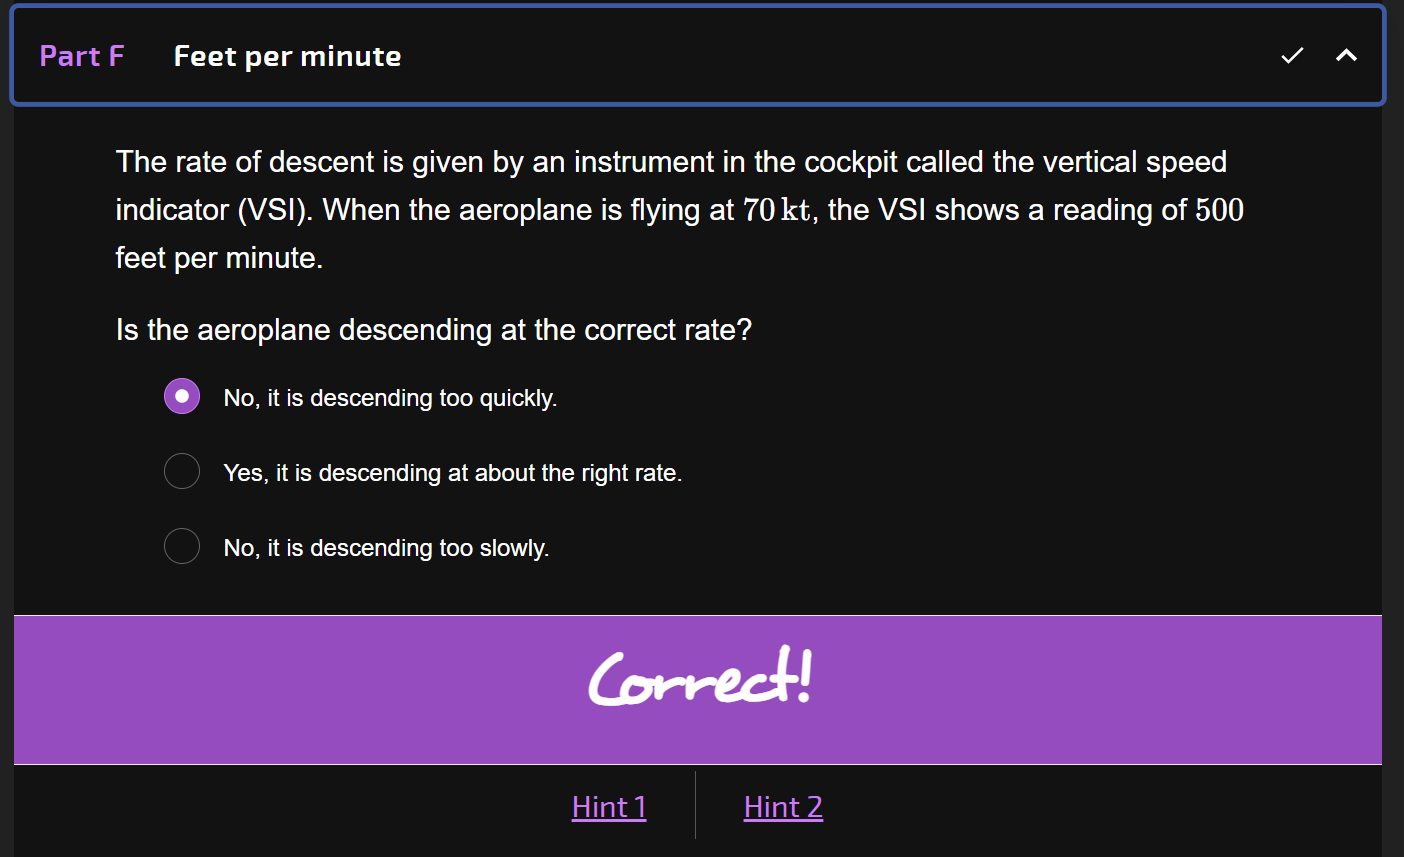 Part F Feet per minute
The rate of descent is given by an instrument in the cockpit called the vertical speed
indicator (VSI). When the aeroplane is flying at 70 kt, the VSI shows a reading of 500
feet per minute.
Is the aeroplane descending at the correct rate?
No, it is descending too quickly.
Yes, it is descending at about the right rate.
No, it is descending too slowly.
Correct!
Hint 1 Hint 2